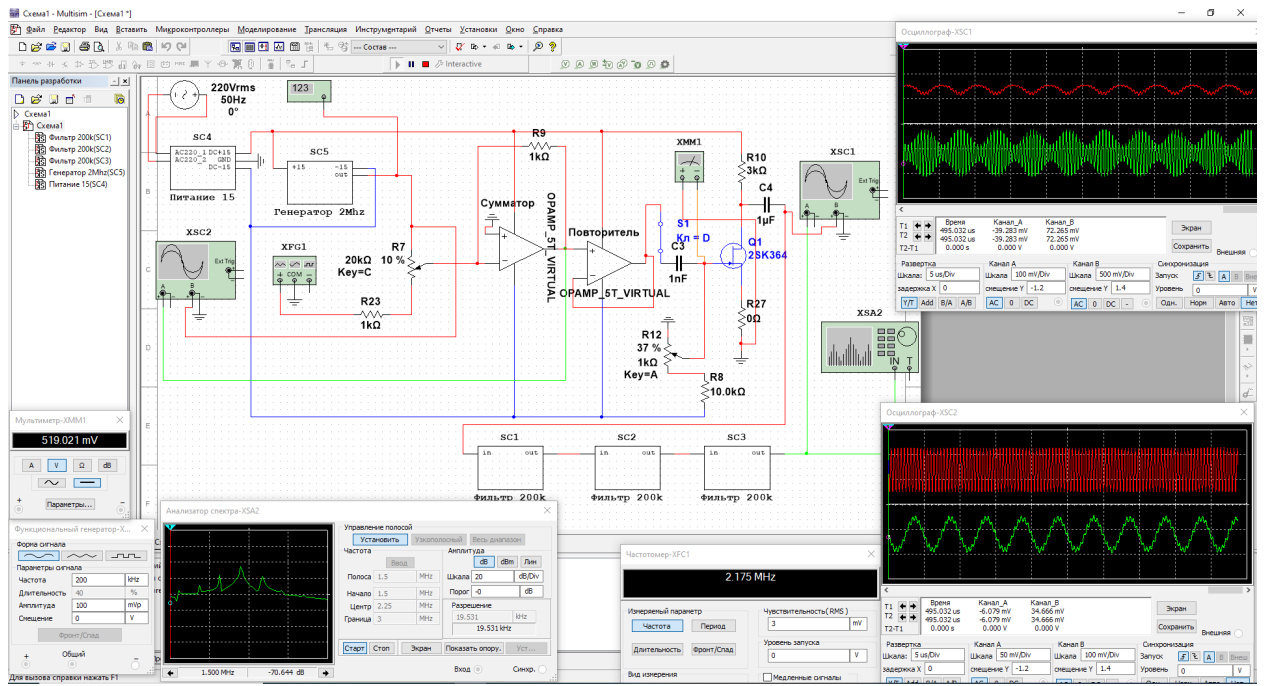 Схема1 - Multisim - [Схема1 *]
Файл Редактор Вид Вставить Микроконтроллеры Моделирование Трансляция Инструментарий Отчеты Установки Окно Справка
--- Состав ---
Interactive
Панель разработки
Схема1
Схема1
Фильтр 200k(SC1)
Фильтр 200k(SC2)
Фильтр 200k(SC3)
Генератор 2Mhz(SC5)
Питание 15(SC4)
220Vrms
50Hz
0°
123
SC4
AC220_1 DC+15
AC220_2 GND
DC-15
Питание 15
SC5
+15 -15
out
Генератор 2Mhz
R9
1kΩ
Сумматор
OPAMP_5T_VIRTUAL
Повторитель
OPAMP_5T_VIRTUAL
XMM1
R10
3kΩ
C4
1µF
XSC1
Ext Trig
A B
S1
Кл = D
C3
1nF
Q1
2SK364
XSC2
Ext Trig
A B
XFG1
COM
R7
20kΩ
10 %
Key=C
R23
1kΩ
R27
0Ω
R12
37 %
1kΩ
Key=A
R8
10.0kΩ
XSA2
IN T
SC1
in out
Фильтр 200k
SC2
in out
Фильтр 200k
SC3
in out
Фильтр 200k
A
B
C
D
E
F
Осциллограф-XSC1
Время Канал_A Канал_B
T1 495.032 us -39.283 mV 72.265 mV
T2 495.032 us -39.283 mV 72.265 mV
T2-T1 0.000 s 0.000 V 0.000 V
Экран
Сохранить
Внешняя
Развертка Канал A Канал B Синхронизация
Шкала: 5 us/Div Шкала 100 mV/Div Шкала 500 mV/Div Запуск A B
задержка X 0 смещение Y -1.2 смещение Y 1.4 Уровень 0 V
Y/T Add B/A A/B AC 0 DC AC 0 DC - Одн. Норм Авто Нет
Осциллограф-XSC2
Время Канал_A Канал_B
T1 495.032 us -6.079 mV 34.666 mV
T2 495.032 us -6.079 mV 34.666 mV
T2-T1 0.000 s 0.000 V 0.000 V
Экран
Сохранить
Внешняя
Развертка Канал A Канал B Синхронизация
Шкала: 5 us/Div Шкала 50 mV/Div Шкала 100 mV/Div Запуск A B
задержка X 0 смещение Y -1.2 смещение Y 1.4 Уровень 0
Мультиметр-XMM1
519.021 mV
A V Ω dB
Параметры...
Функциональный генератор-X...
Форма сигнала
Параметры сигнала
Частота 200 kHz
Длительность 40 %
Амплитуда 100 mVp
Смещение 0 V
Фронт/Спад
+ Общий -
Для вызова справки нажать F1
Анализатор спектра-XSA2
Управление полосой
Установить Узкополосный Весь диапазон
Частота Амплитуда
Ввод dB dBm Лин
Полоса 1.5 MHz Шкала 20 dB/Div
Начало 1.5 MHz Порог -0 dB
Центр 2.25 MHz Разрешение
Граница 3 MHz 19.531 kHz
19.531 kHz
Старт Стоп Экран Показать опору. Уст...
1.500 MHz -70.644 dB
Вход Синхр.
Частотомер-XFC1
2.175 MHz
Измеряемый параметр Чувствительность(RMS )
Частота Период 3 mV
Длительность Фронт/Спад Уровень запуска
0 V
Вид измерения Медленные сигналы